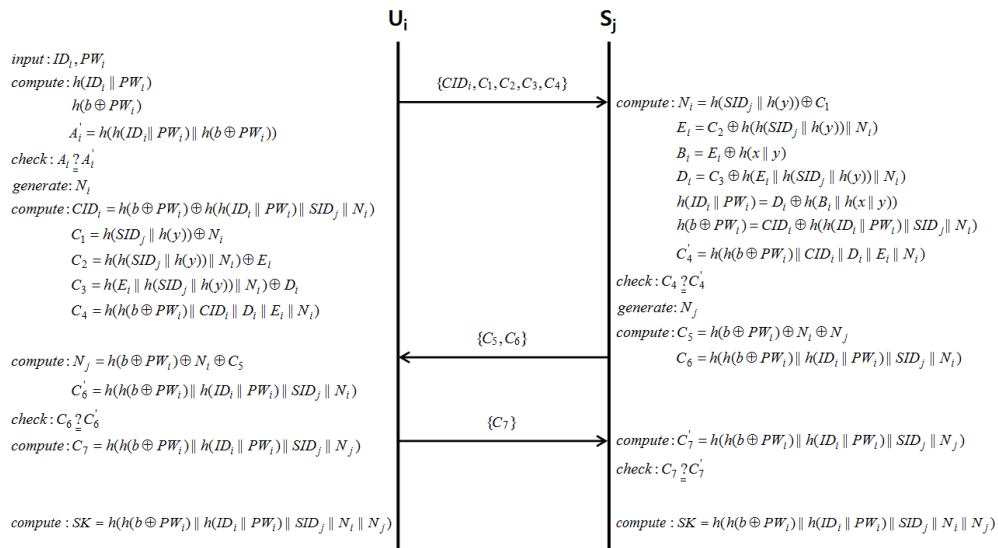 U_i
S_j
input : ID_i, PW_i
compute : h(ID_i ∥ PW_i)
h(b ⊕ PW_i)
A_i' = h(h(ID_i ∥ PW_i) ∥ h(b ⊕ PW_i))
check : A_i ?= A_i'
generate : N_i
compute : CID_i = h(b ⊕ PW_i) ⊕ h(h(ID_i ∥ PW_i) ∥ SID_j ∥ N_i)
C_1 = h(SID_j ∥ h(y)) ⊕ N_i
C_2 = h(h(SID_j ∥ h(y)) ∥ N_i) ⊕ E_i
C_3 = h(E_i ∥ h(SID_j ∥ h(y)) ∥ N_i) ⊕ D_i
C_4 = h(h(b ⊕ PW_i) ∥ CID_i ∥ D_i ∥ E_i ∥ N_i)
{CID_i, C_1, C_2, C_3, C_4}
compute : N_i = h(SID_j ∥ h(y)) ⊕ C_1
E_i = C_2 ⊕ h(h(SID_j ∥ h(y)) ∥ N_i)
B_i = E_i ⊕ h(x ∥ y)
D_i = C_3 ⊕ h(E_i ∥ h(SID_j ∥ h(y)) ∥ N_i)
h(ID_i ∥ PW_i) = D_i ⊕ h(B_i ∥ h(x ∥ y))
h(b ⊕ PW_i) = CID_i ⊕ h(h(ID_i ∥ PW_i) ∥ SID_j ∥ N_i)
C_4' = h(h(b ⊕ PW_i) ∥ CID_i ∥ D_i ∥ E_i ∥ N_i)
check : C_4 ?= C_4'
generate : N_j
compute : C_5 = h(b ⊕ PW_i) ⊕ N_i ⊕ N_j
C_6 = h(h(b ⊕ PW_i) ∥ h(ID_i ∥ PW_i) ∥ SID_j ∥ N_i)
{C_5, C_6}
compute : N_j = h(b ⊕ PW_i) ⊕ N_i ⊕ C_5
C_6' = h(h(b ⊕ PW_i) ∥ h(ID_i ∥ PW_i) ∥ SID_j ∥ N_i)
check : C_6 ?= C_6'
compute : C_7 = h(h(b ⊕ PW_i) ∥ h(ID_i ∥ PW_i) ∥ SID_j ∥ N_j)
{C_7}
compute : C_7' = h(h(b ⊕ PW_i) ∥ h(ID_i ∥ PW_i) ∥ SID_j ∥ N_j)
check : C_7 ?= C_7'
compute : SK = h(h(b ⊕ PW_i) ∥ h(ID_i ∥ PW_i) ∥ SID_j ∥ N_i ∥ N_j)
compute : SK = h(h(b ⊕ PW_i) ∥ h(ID_i ∥ PW_i) ∥ SID_j ∥ N_i ∥ N_j)